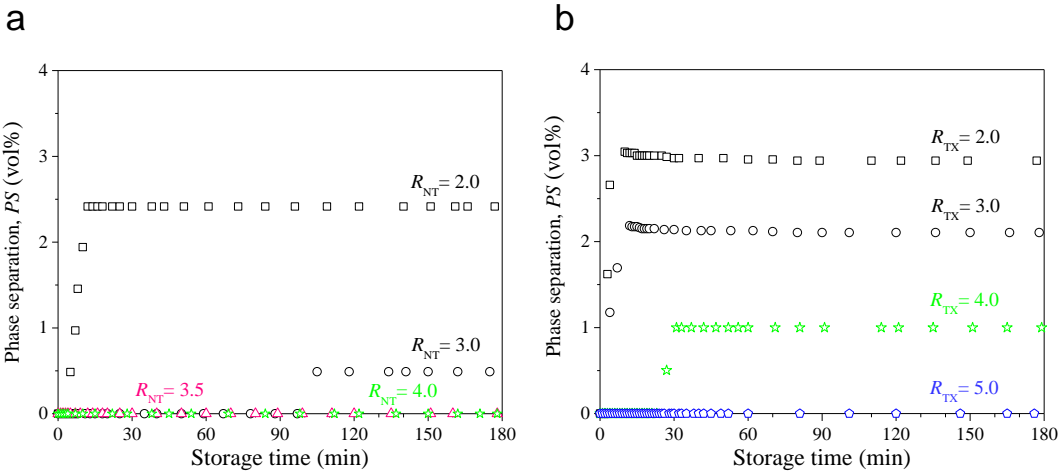 a
b
4
3
2
1
0
Phase separation, PS (vol%)
R_NT= 2.0
R_NT= 3.0
R_NT= 3.5
R_NT= 4.0
0 30 60 90 120 150 180
Storage time (min)
4
3
2
1
0
Phase separation, PS (vol%)
R_TX= 2.0
R_TX= 3.0
R_TX= 4.0
R_TX= 5.0
0 30 60 90 120 150 180
Storage time (min)